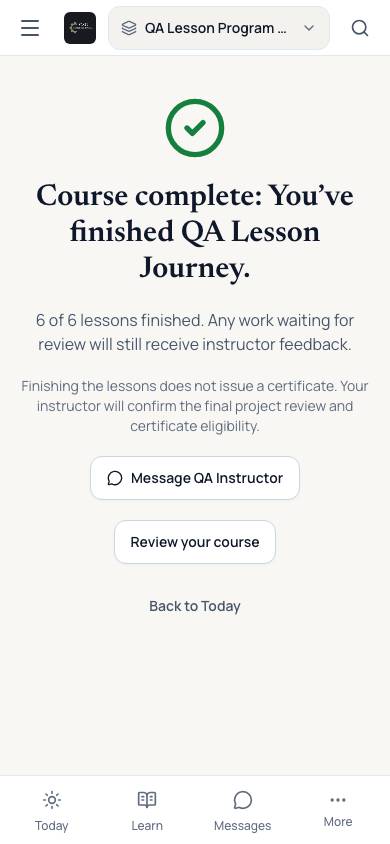 QA Lesson Program ...
Course complete: You’ve
finished QA Lesson
Journey.
6 of 6 lessons finished. Any work waiting for
review will still receive instructor feedback.
Finishing the lessons does not issue a certificate. Your
instructor will confirm the final project review and
certificate eligibility.
Message QA Instructor
Review your course
Back to Today
Today
Learn
Messages
More